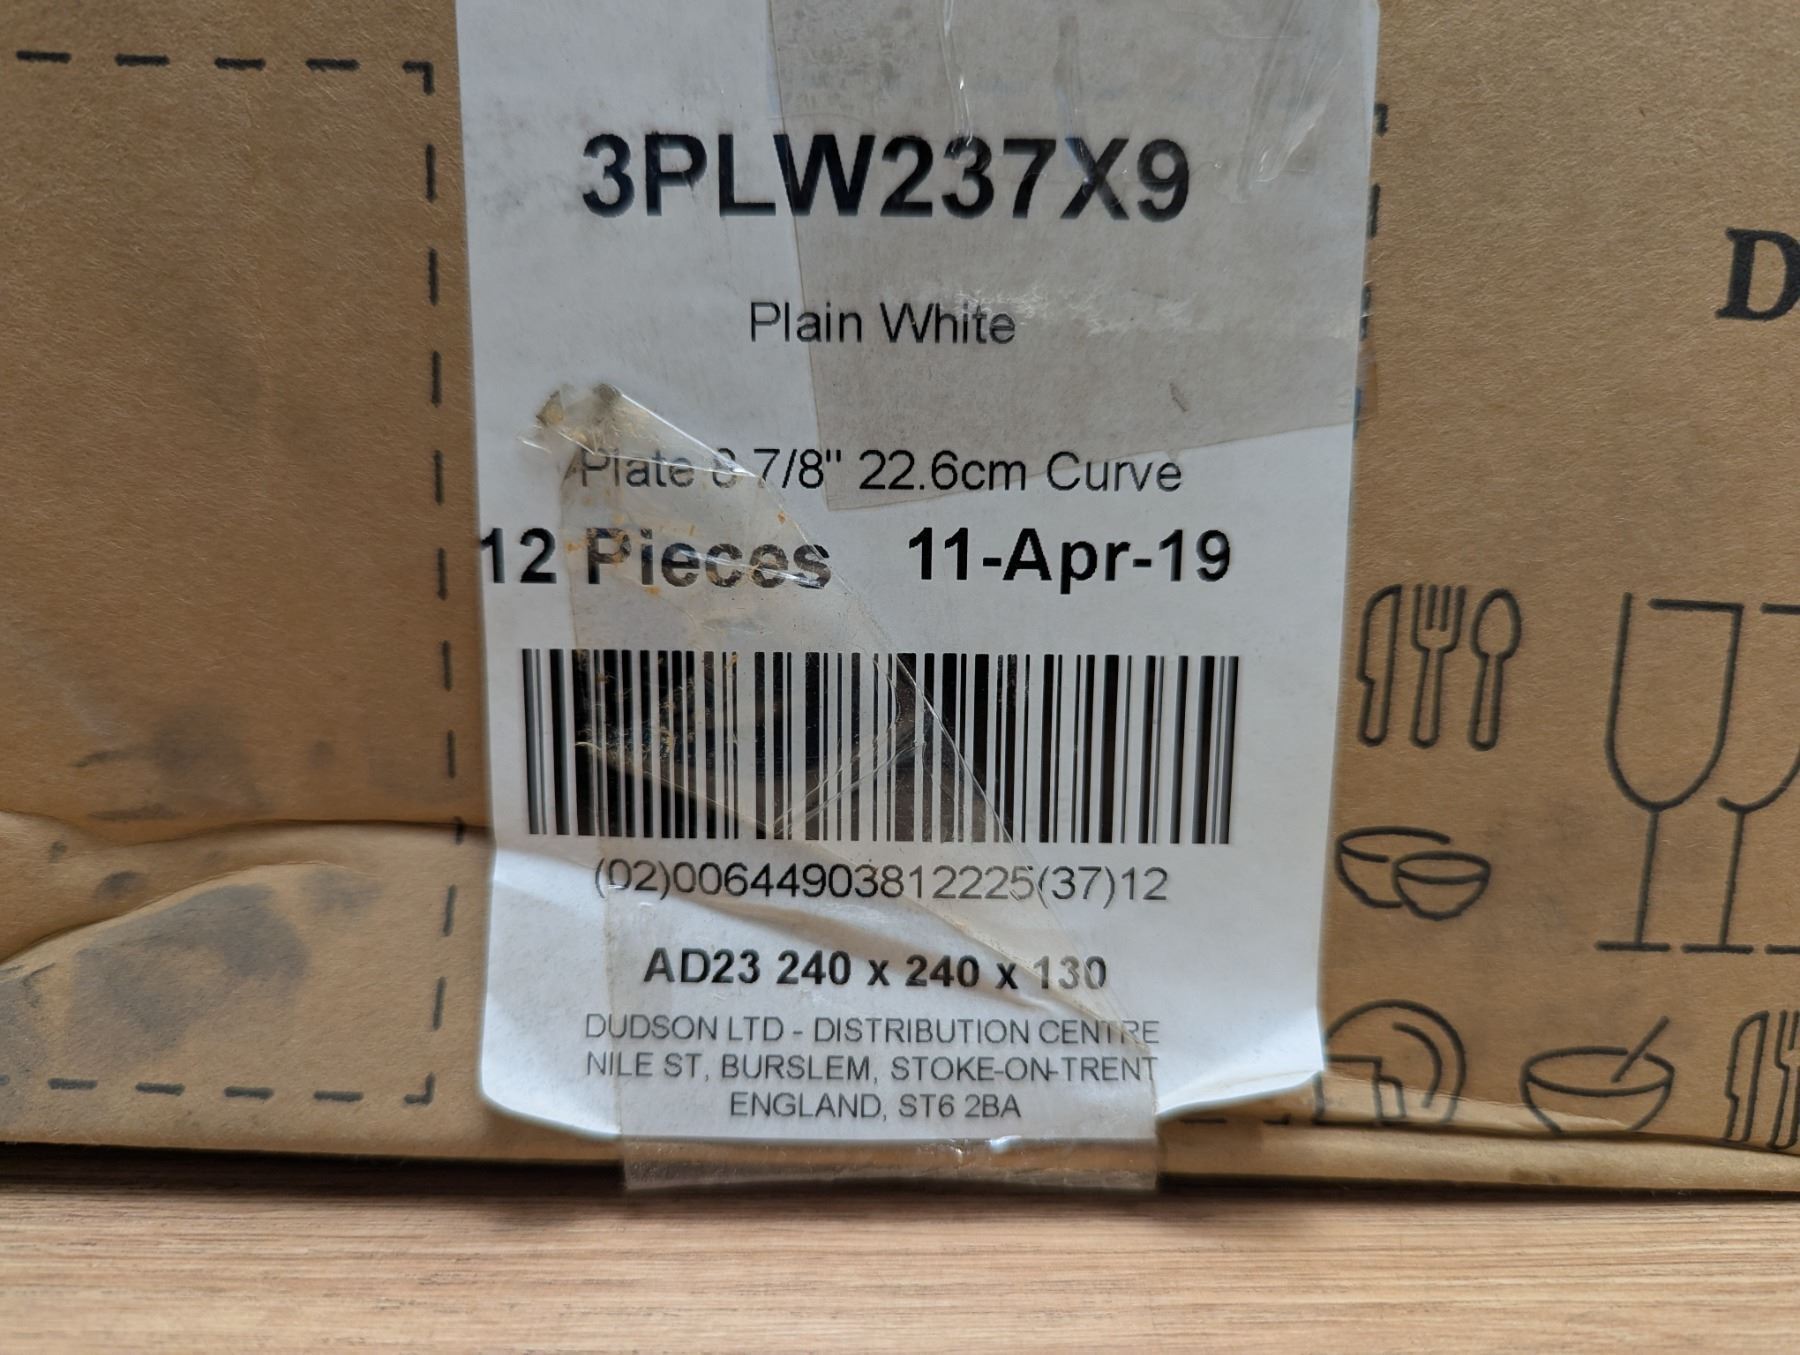 3PLW237X9
Plain White
Plate 8 7/8" 22.6cm Curve
12 Pieces 11-Apr-19
(02)00644903812225(37)12
AD23 240 x 240 x 130
DUDSON LTD - DISTRIBUTION CENTRE
NILE ST, BURSLEM, STOKE-ON-TRENT
ENGLAND, ST6 2BA
D